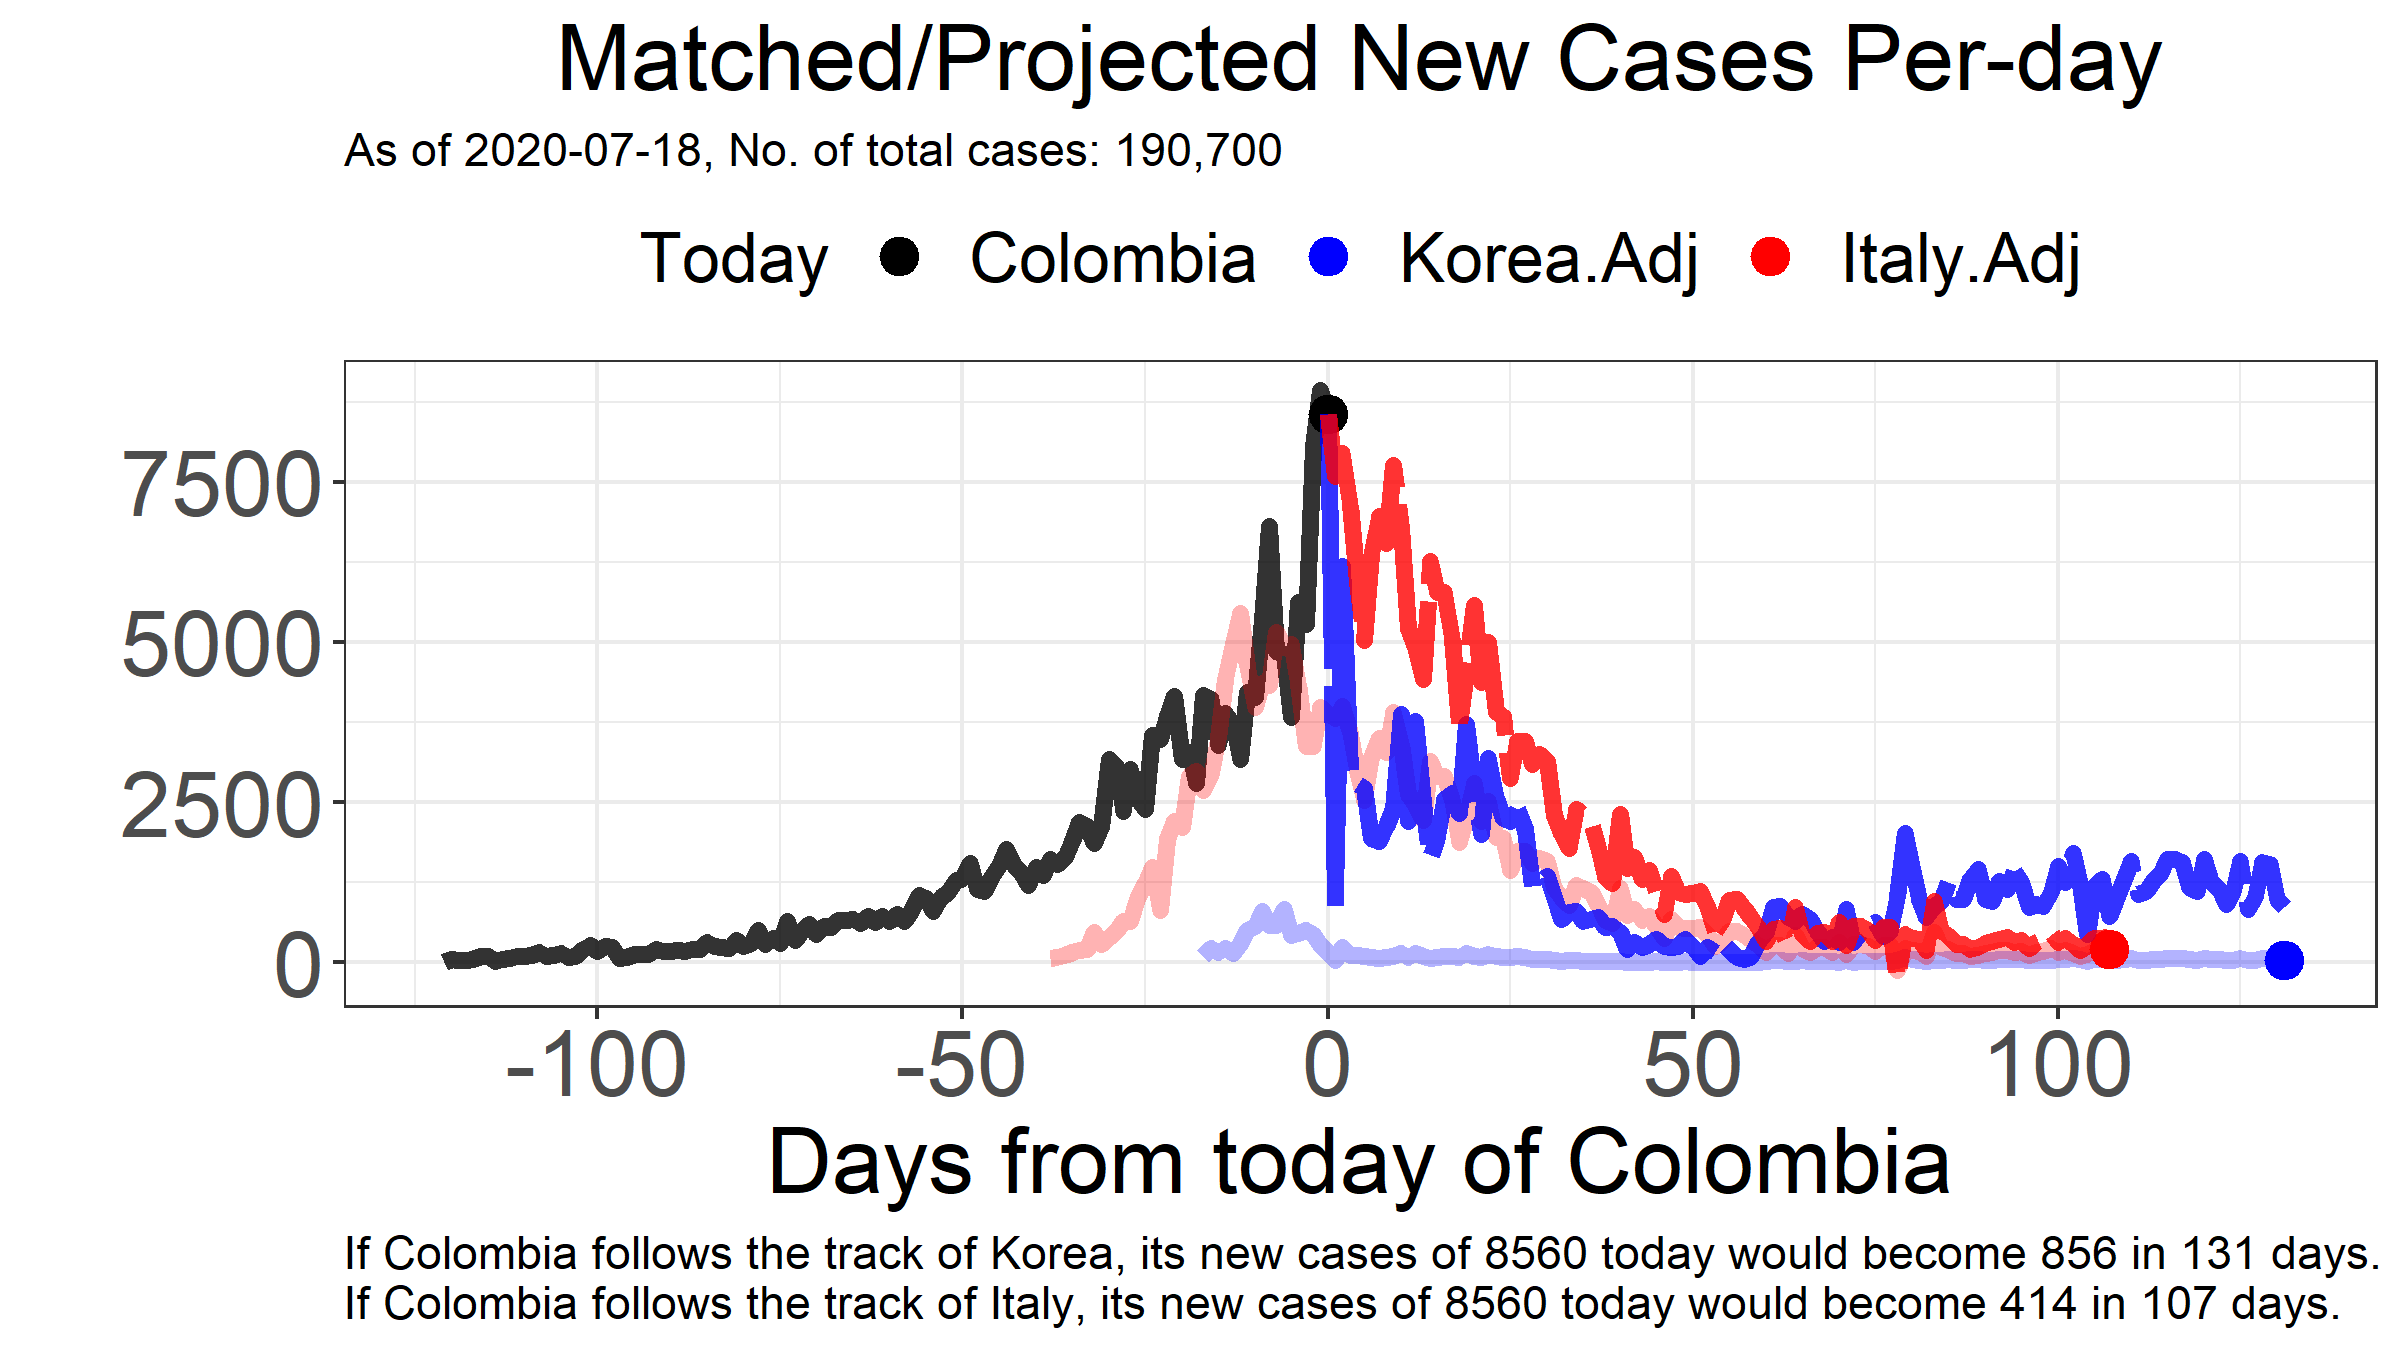 Matched/Projected New Cases Per-day
As of 2020-07-18, No. of total cases: 190,700
Today Colombia Korea.Adj Italy.Adj
7500
5000
2500
0
-100 -50 0 50 100
Days from today of Colombia
If Colombia follows the track of Korea, its new cases of 8560 today would become 856 in 131 days.
If Colombia follows the track of Italy, its new cases of 8560 today would become 414 in 107 days.